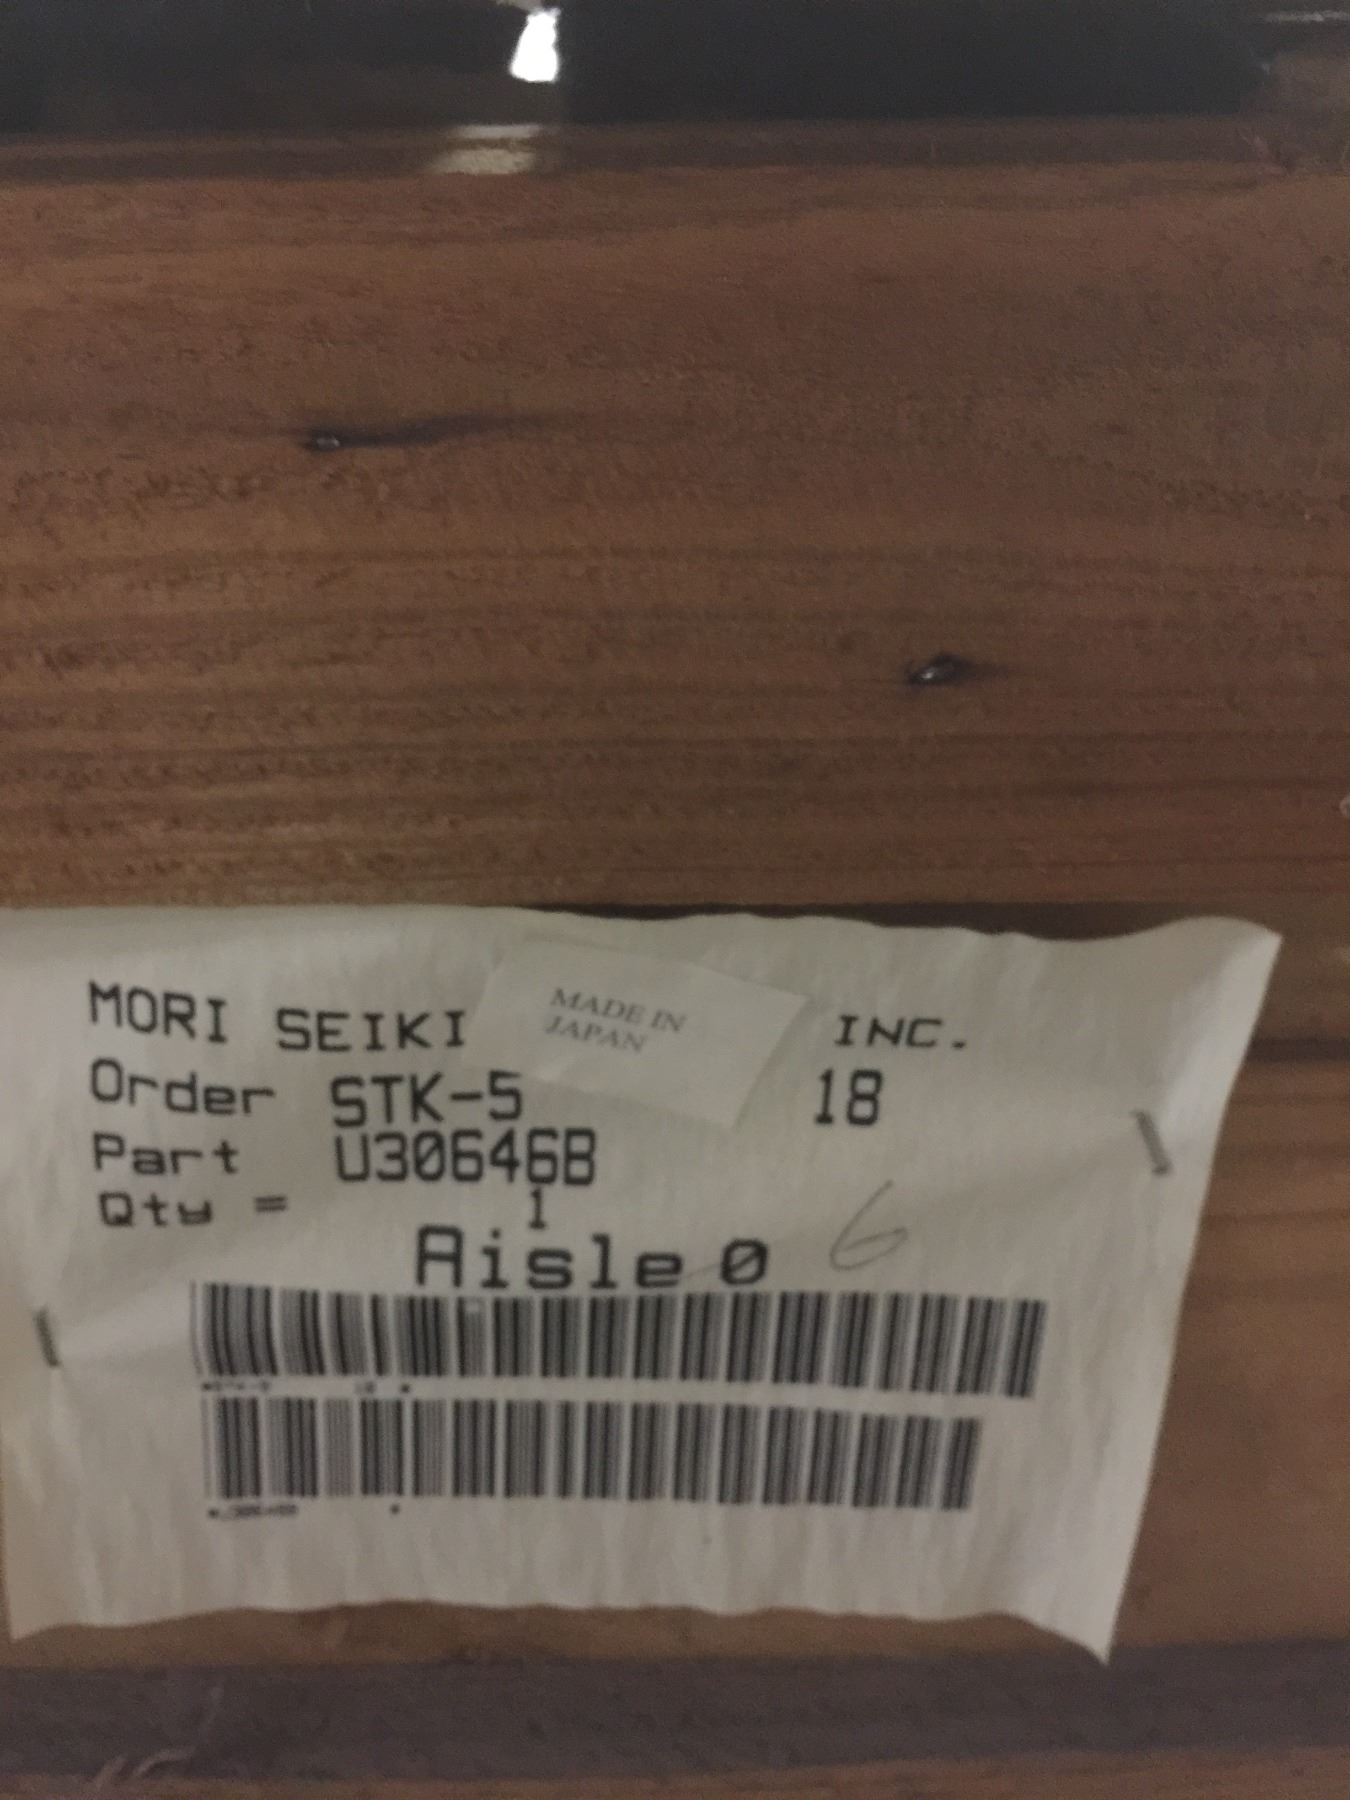 MORI SEIKI INC.
MADE IN
JAPAN
Order STK-5 18
Part U30646B
Qty = 1
Aisle 0 6